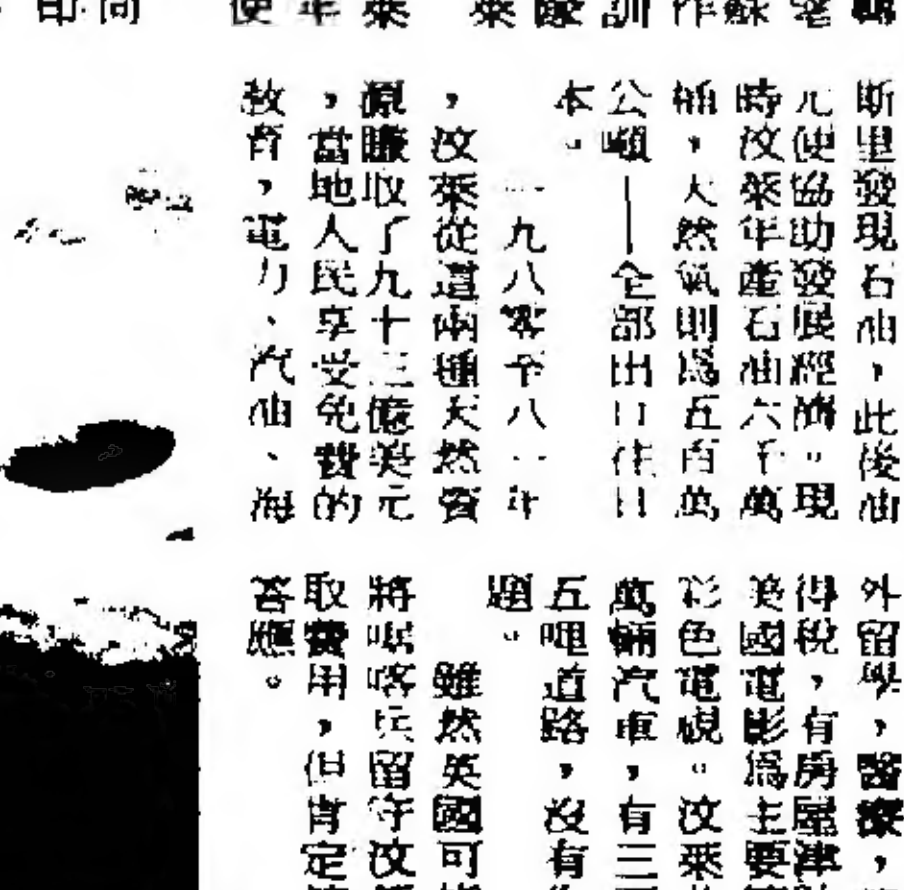 斯里發現石油，此後油
元便協助發展經濟。現
時汶萊年產石油六千萬
桶，天然氣則爲五百萬
公噸——全部出口往日
本。
一九八零至八一年
，汶萊從這兩種天然資
源賺取了九十三億美元
，當地人民享受免費的
教育，電力、汽油、海
外留學，醫療，
得稅，有房屋津
美國電影爲主要
彩色電視。汶萊
萬輛汽車，有三
五哩道路，沒有
題。
雖然英國可
將啹喀兵留守汶
取費用，但肯定
答應。